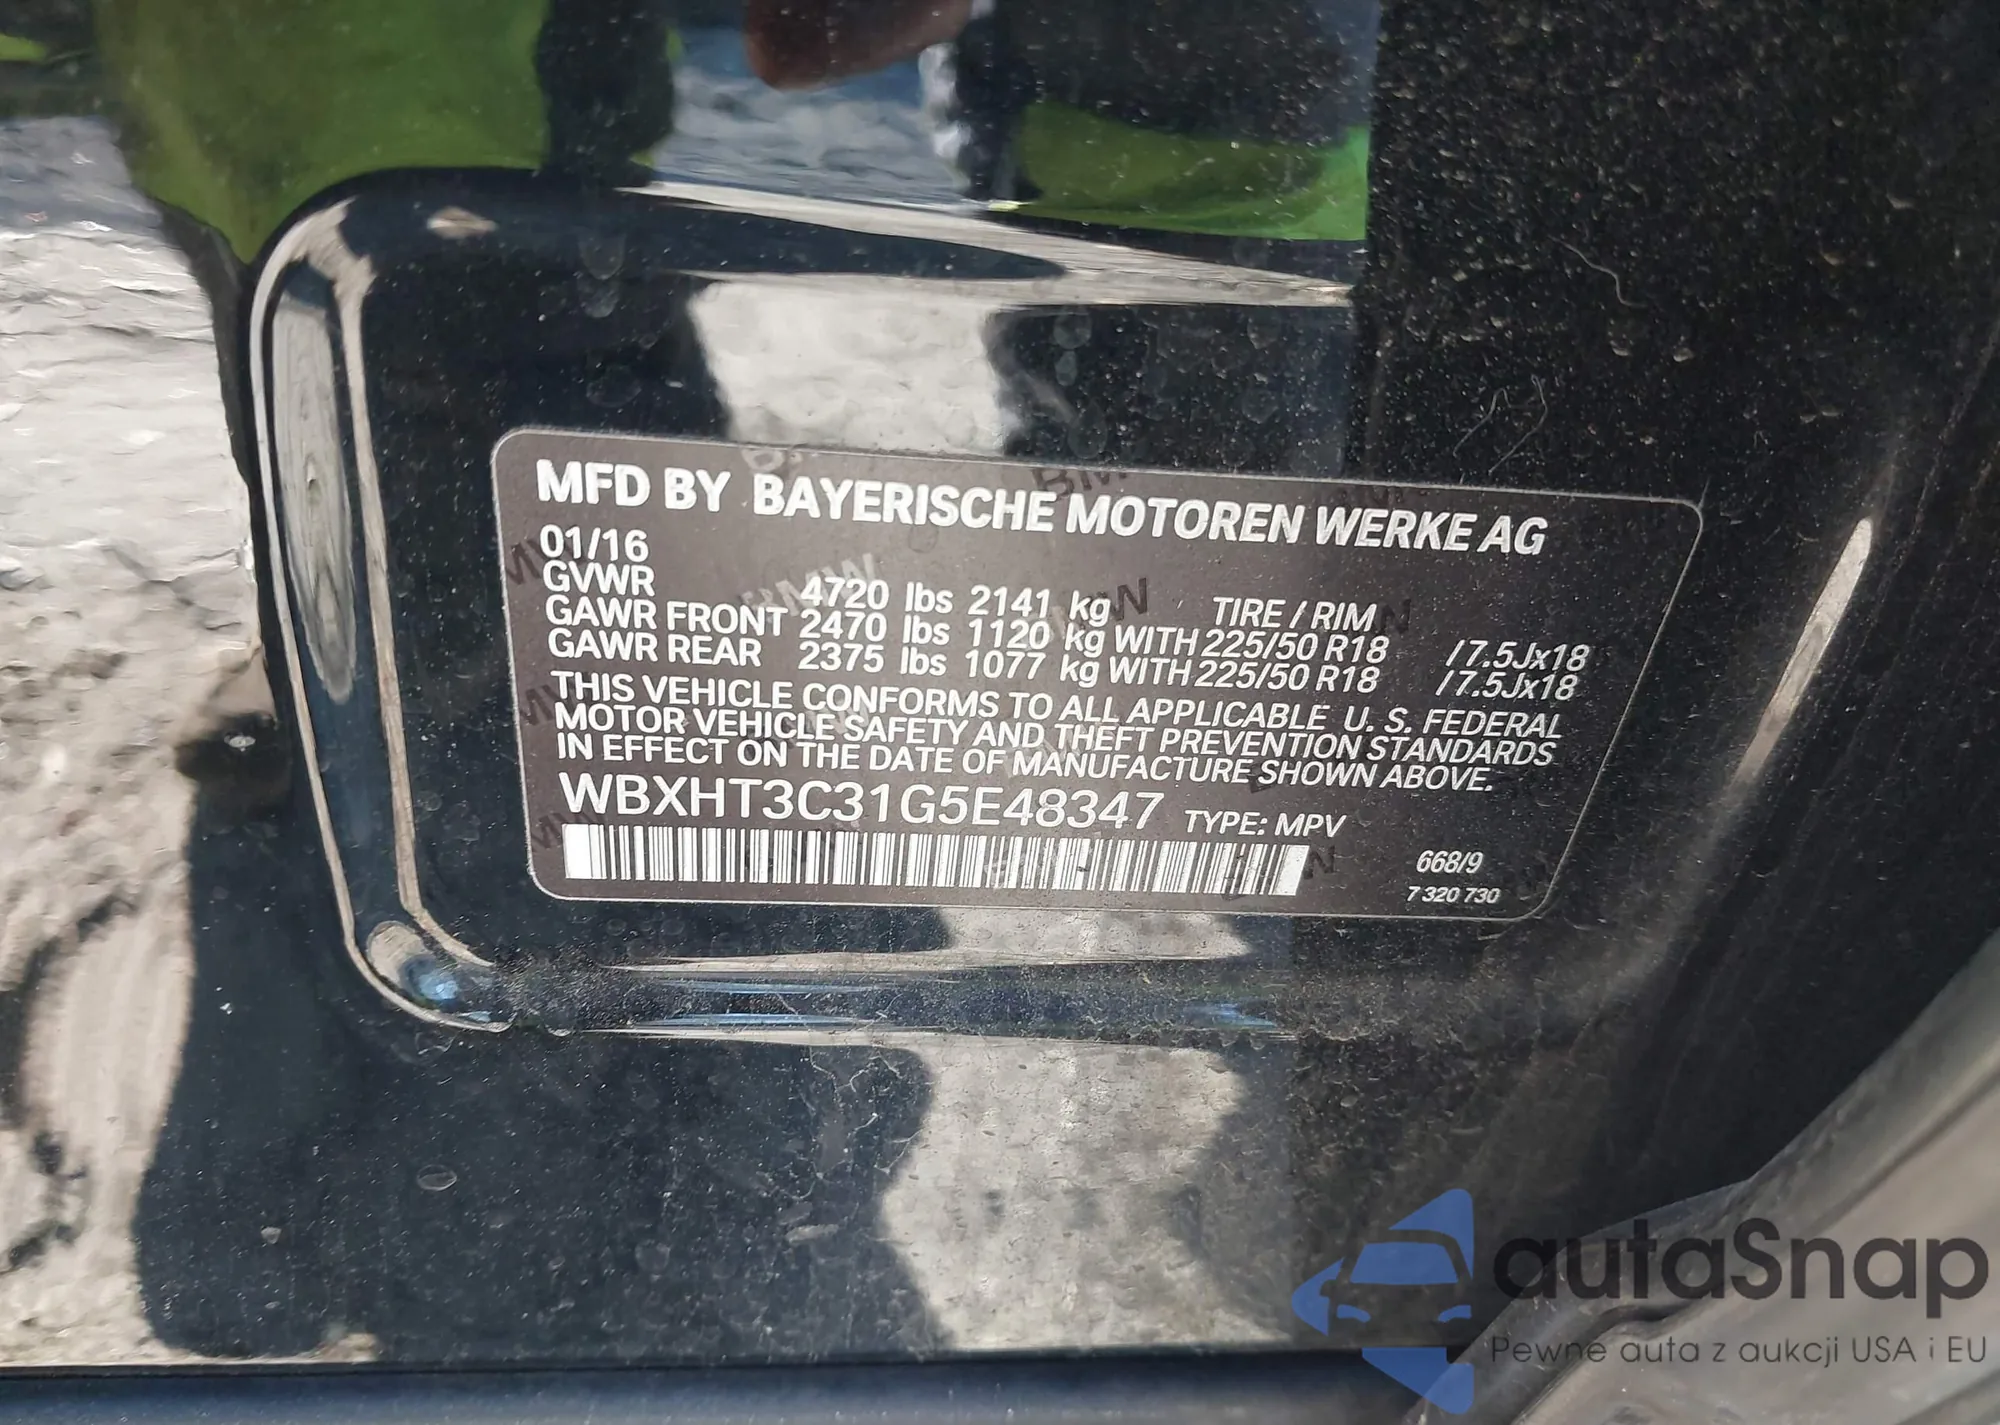 MFD BY BAYERISCHE MOTOREN WERKE AG
01/16
GVWR 4720 lbs 2141 kg TIRE / RIM
GAWR FRONT 2470 lbs 1120 kg WITH 225/50 R18 / 7.5Jx18
GAWR REAR 2375 lbs 1077 kg WITH 225/50 R18 / 7.5Jx18
THIS VEHICLE CONFORMS TO ALL APPLICABLE U. S. FEDERAL
MOTOR VEHICLE SAFETY AND THEFT PREVENTION STANDARDS
IN EFFECT ON THE DATE OF MANUFACTURE SHOWN ABOVE.
WBXHT3C31G5E48347 TYPE: MPV
668/9
7 320 730
autaSnap
Pewne auta z aukcji USA i EU